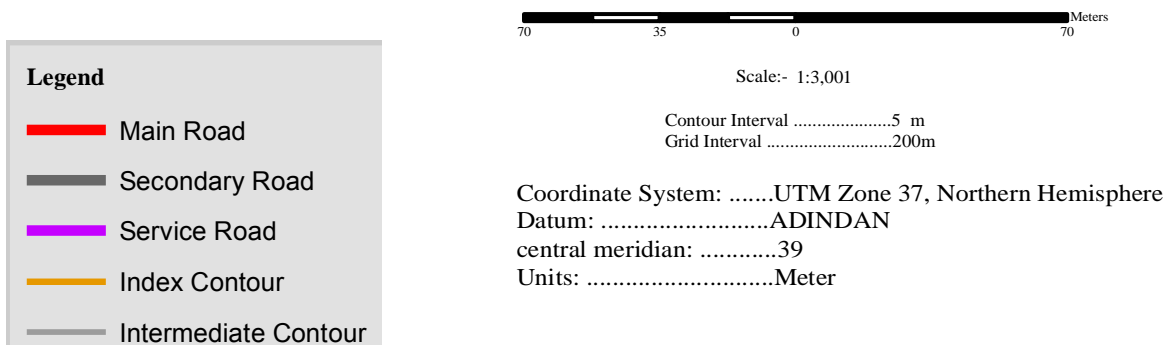 Meters
70 35 0 70
Scale:- 1:3,001
Contour Interval .....................5 m
Grid Interval ...........................200m
Coordinate System: .......UTM Zone 37, Northern Hemisphere
Datum: ..........................ADINDAN
central meridian: ............39
Units: .............................Meter
Legend
Main Road
Secondary Road
Service Road
Index Contour
Intermediate Contour